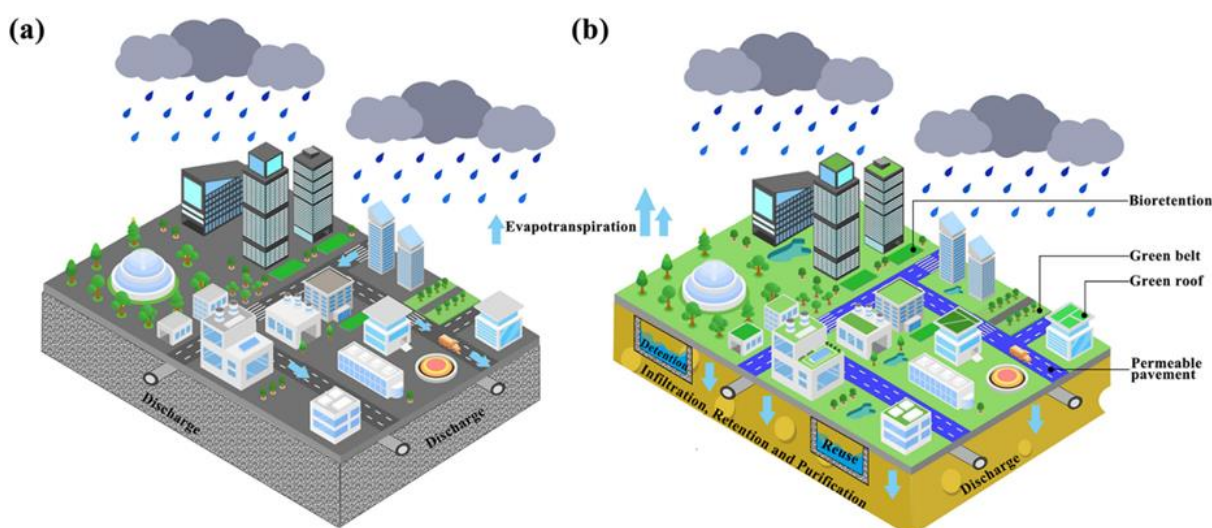 (a)
(b)
Evapotranspiration
Bioretention
Green belt
Green roof
Permeable
pavement
Discharge
Discharge
Detention
Infiltration, Retention and Purification
Reuse
Discharge